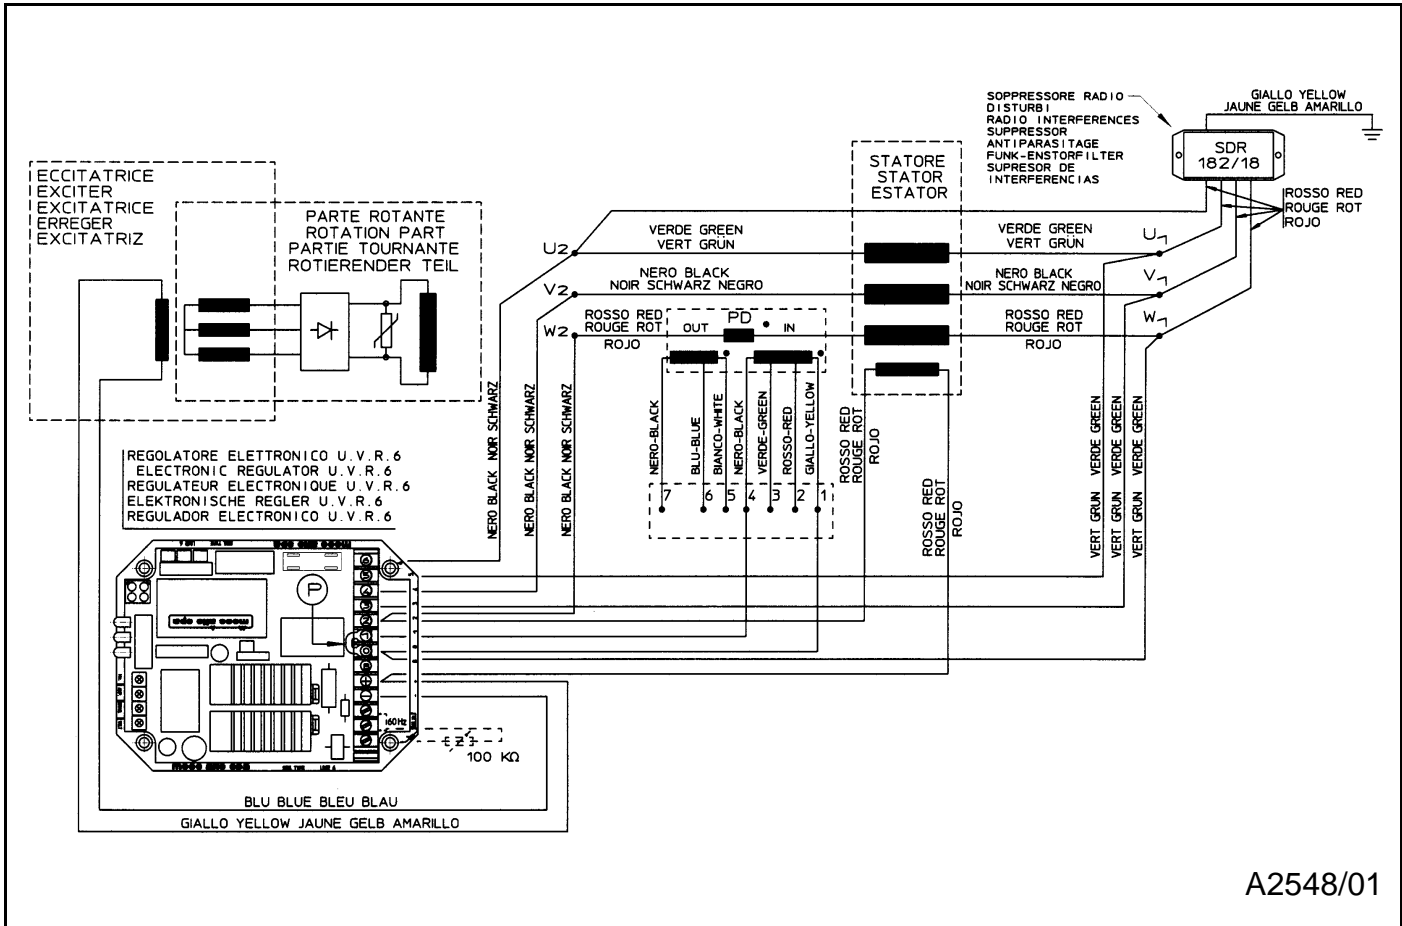 SOPPRESSORE RADIO
DISTURBI
RADIO INTERFERENCES
SUPPRESSOR
ANTIPARASITAGE
FUNK-ENSTORFILTER
SUPRESOR DE
INTERFERENCIAS
GIALLO YELLOW
JAUNE GELB AMARILLO
SDR
182/18
ROSSO RED
ROUGE ROT
ROJO
ECCITATRICE
EXCITER
EXCITATRICE
ERREGER
EXCITATRIZ
PARTE ROTANTE
ROTATION PART
PARTIE TOURNANTE
ROTIERENDER TEIL
STATORE
STATOR
ESTATOR
U2
VERDE GREEN
VERT GRÜN
VERDE GREEN
VERT GRÜN
U1
V2
NERO BLACK
NOIR SCHWARZ NEGRO
NERO BLACK
NOIR SCHWARZ NEGRO
V1
W2
ROSSO RED
ROUGE ROT
ROJO
OUT
PD
IN
ROSSO RED
ROUGE ROT
ROJO
W1
NERO BLACK NOIR SCHWARZ
NERO BLACK NOIR SCHWARZ
NERO BLACK NOIR SCHWARZ
NERO-BLACK
BLU-BLUE
BIANCO-WHITE
NERO-BLACK
VERDE-GREEN
ROSSO-RED
GIALLO-YELLOW
7 6 5 4 3 2 1
ROSSO RED
ROUGE ROT
ROJO
ROSSO RED
ROUGE ROT
ROJO
VERT GRUN VERDE GREEN
VERT GRUN VERDE GREEN
VERT GRUN VERDE GREEN
REGOLATORE ELETTRONICO U.V.R.6
ELECTRONIC REGULATOR U.V.R.6
REGULATEUR ELECTRONIQUE U.V.R.6
ELEKTRONISCHE REGLER U.V.R.6
REGULADOR ELECTRONICO U.V.R.6
P
mecc alte spa
60Hz
100 KΩ
BLU BLUE BLEU BLAU
GIALLO YELLOW JAUNE GELB AMARILLO
A2548/01